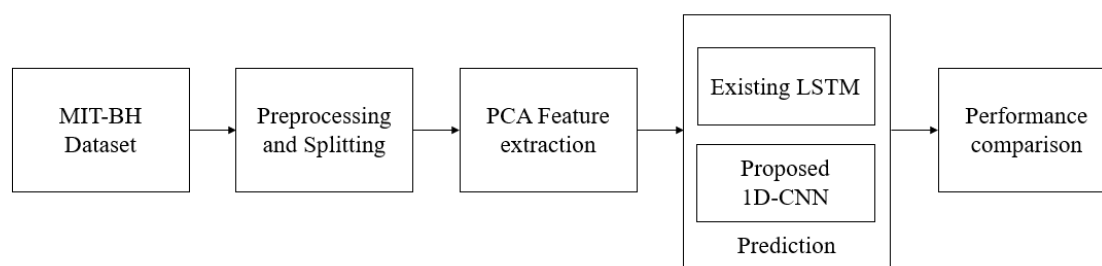 MIT-BH
Dataset
Preprocessing
and Splitting
PCA Feature
extraction
Existing LSTM
Proposed
1D-CNN
Prediction
Performance
comparison